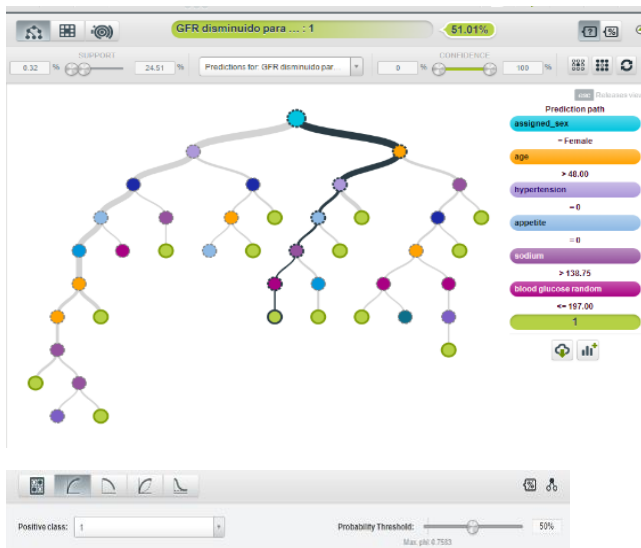 GFR disminuido para ... : 1
51.01%
SUPPORT
0.32 %
24.51 %
Predictions for: GFR disminuido par...
CONFIDENCE
0 %
100 %
Prediction path
assigned_sex
= Female
age
> 48.00
hypertension
= 0
appetite
= 0
sodium
> 138.75
blood glucose random
<= 197.00
1
Positive class:
1
Probability Threshold:
50%
Max. phi: 0.7583